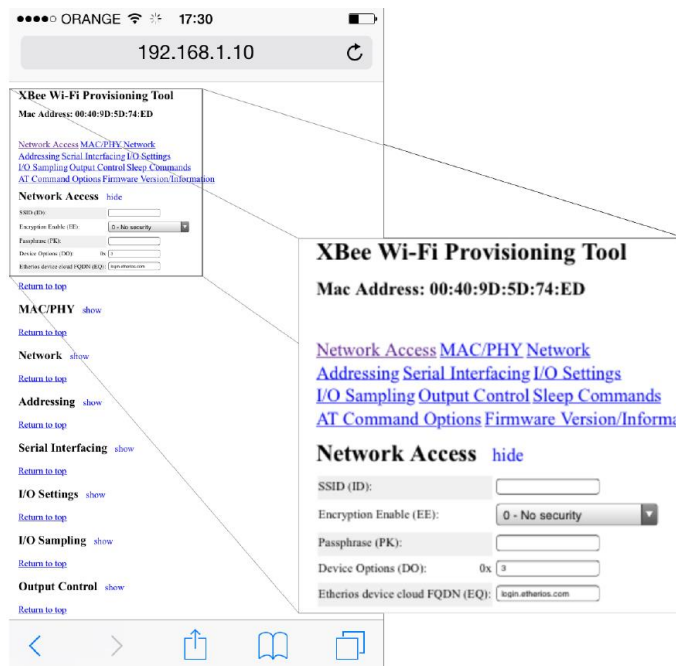 ORANGE 17:30
192.168.1.10
XBee Wi-Fi Provisioning Tool
Mac Address: 00:40:9D:5D:74:ED
Network Access MAC/PHY Network
Addressing Serial Interfacing I/O Settings
I/O Sampling Output Control Sleep Commands
AT Command Options Firmware Version/Information
Network Access hide
SSID (ID):
Encryption Enable (EE): 0 - No security
Passphrase (PK):
Device Options (DO): 0x 3
Etherios device cloud FQDN (EQ): login.etherios.com
Return to top
MAC/PHY show
Return to top
Network show
Return to top
Addressing show
Return to top
Serial Interfacing show
Return to top
I/O Settings show
Return to top
I/O Sampling show
Return to top
Output Control show
Return to top
XBee Wi-Fi Provisioning Tool
Mac Address: 00:40:9D:5D:74:ED
Network Access MAC/PHY Network
Addressing Serial Interfacing I/O Settings
I/O Sampling Output Control Sleep Commands
AT Command Options Firmware Version/Informa
Network Access hide
SSID (ID):
Encryption Enable (EE): 0 - No security
Passphrase (PK):
Device Options (DO): 0x 3
Etherios device cloud FQDN (EQ): login.etherios.com